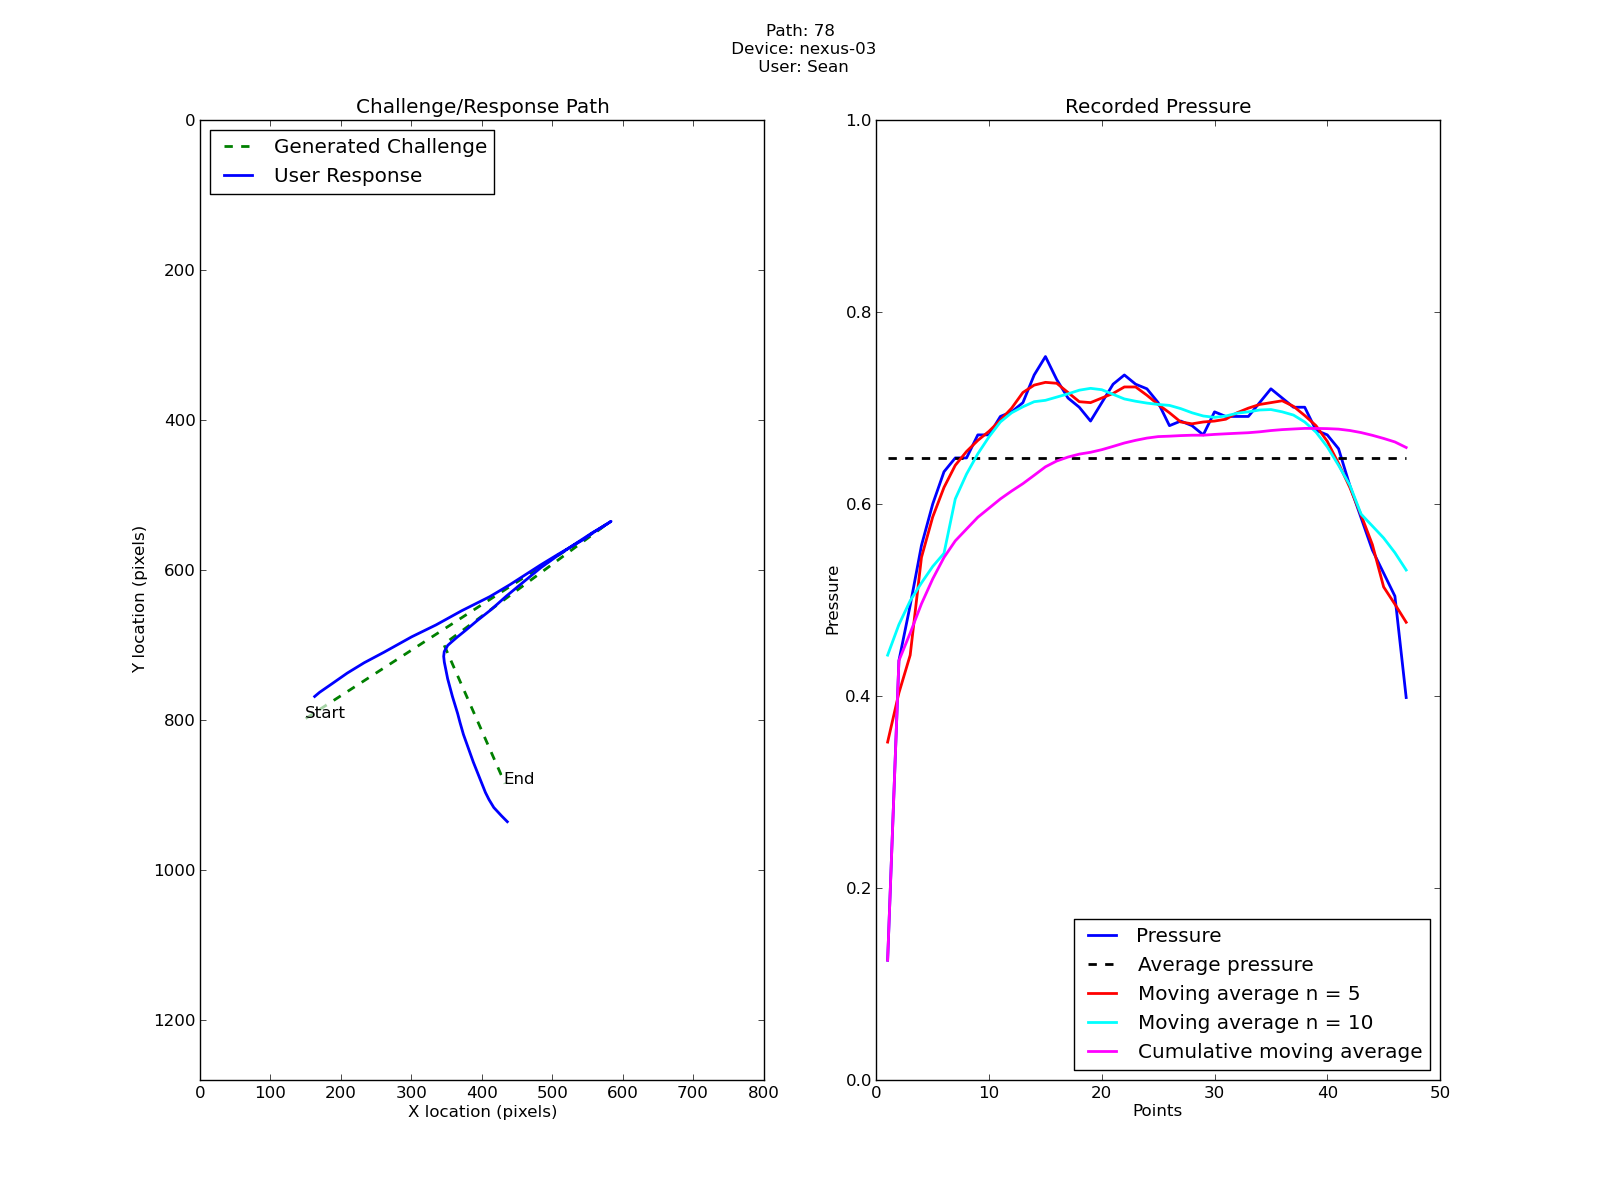 Path: 78
Device: nexus-03
User: Sean
Challenge/Response Path
0
200
400
600
800
1000
1200
Y location (pixels)
Generated Challenge
User Response
Start
End
0 100 200 300 400 500 600 700 800
X location (pixels)
Recorded Pressure
1.0
0.8
0.6
0.4
0.2
0.0
Pressure
Pressure
Average pressure
Moving average n = 5
Moving average n = 10
Cumulative moving average
0 10 20 30 40 50
Points